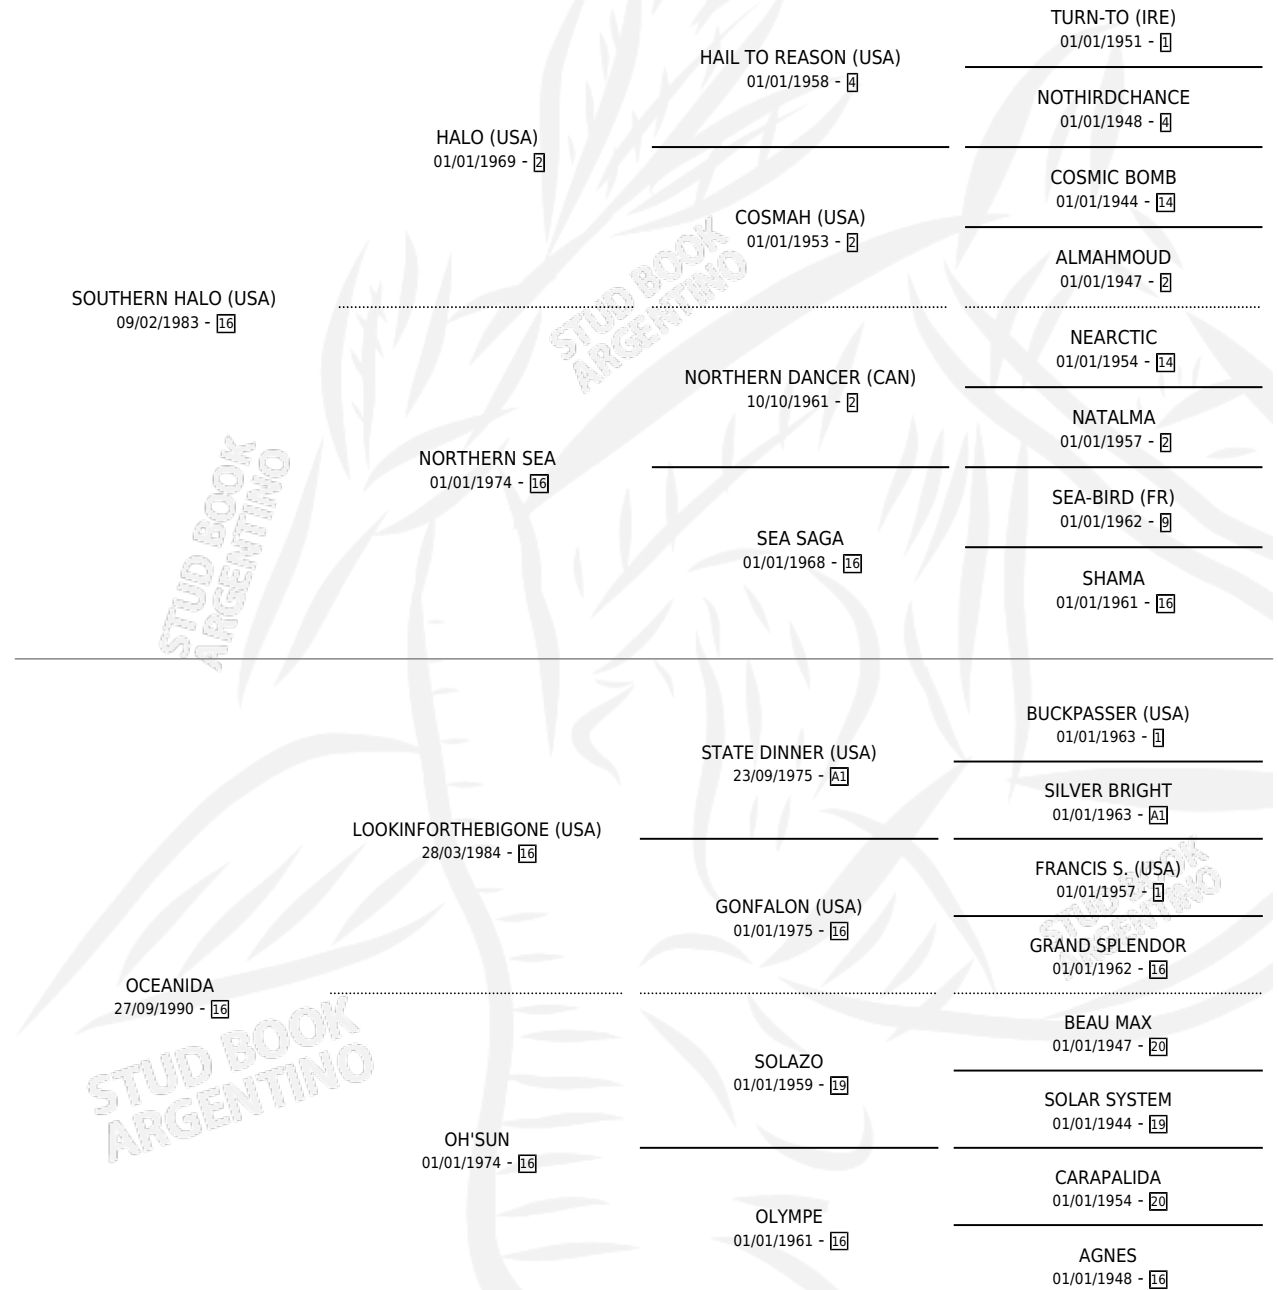 TURN-TO (IRE)
01/01/1951 - 1
HAIL TO REASON (USA)
01/01/1958 - 4
NOTHIRDCHANCE
01/01/1948 - 4
HALO (USA)
01/01/1969 - 2
COSMIC BOMB
01/01/1944 - 14
COSMAH (USA)
01/01/1953 - 2
ALMAHMOUD
01/01/1947 - 2
SOUTHERN HALO (USA)
09/02/1983 - 16
NEARCTIC
01/01/1954 - 14
NORTHERN DANCER (CAN)
10/10/1961 - 2
NATALMA
01/01/1957 - 2
NORTHERN SEA
01/01/1974 - 16
SEA-BIRD (FR)
01/01/1962 - 9
SEA SAGA
01/01/1968 - 16
SHAMA
01/01/1961 - 16
BUCKPASSER (USA)
01/01/1963 - 1
STATE DINNER (USA)
23/09/1975 - A1
SILVER BRIGHT
01/01/1963 - A1
LOOKINFORTHEBIGONE (USA)
28/03/1984 - 16
FRANCIS S. (USA)
01/01/1957 - 1
GONFALON (USA)
01/01/1975 - 16
GRAND SPLENDOR
01/01/1962 - 16
OCEANIDA
27/09/1990 - 16
BEAU MAX
01/01/1947 - 20
SOLAZO
01/01/1959 - 19
SOLAR SYSTEM
01/01/1944 - 19
OH'SUN
01/01/1974 - 16
CARAPALIDA
01/01/1954 - 20
OLYMPE
01/01/1961 - 16
AGNES
01/01/1948 - 16
STUD BOOK
ARGENTINO
STUD BOOK
ARGENTINO
STUD BOOK
ARGENTINO
STUD BOOK
ARGENTINO